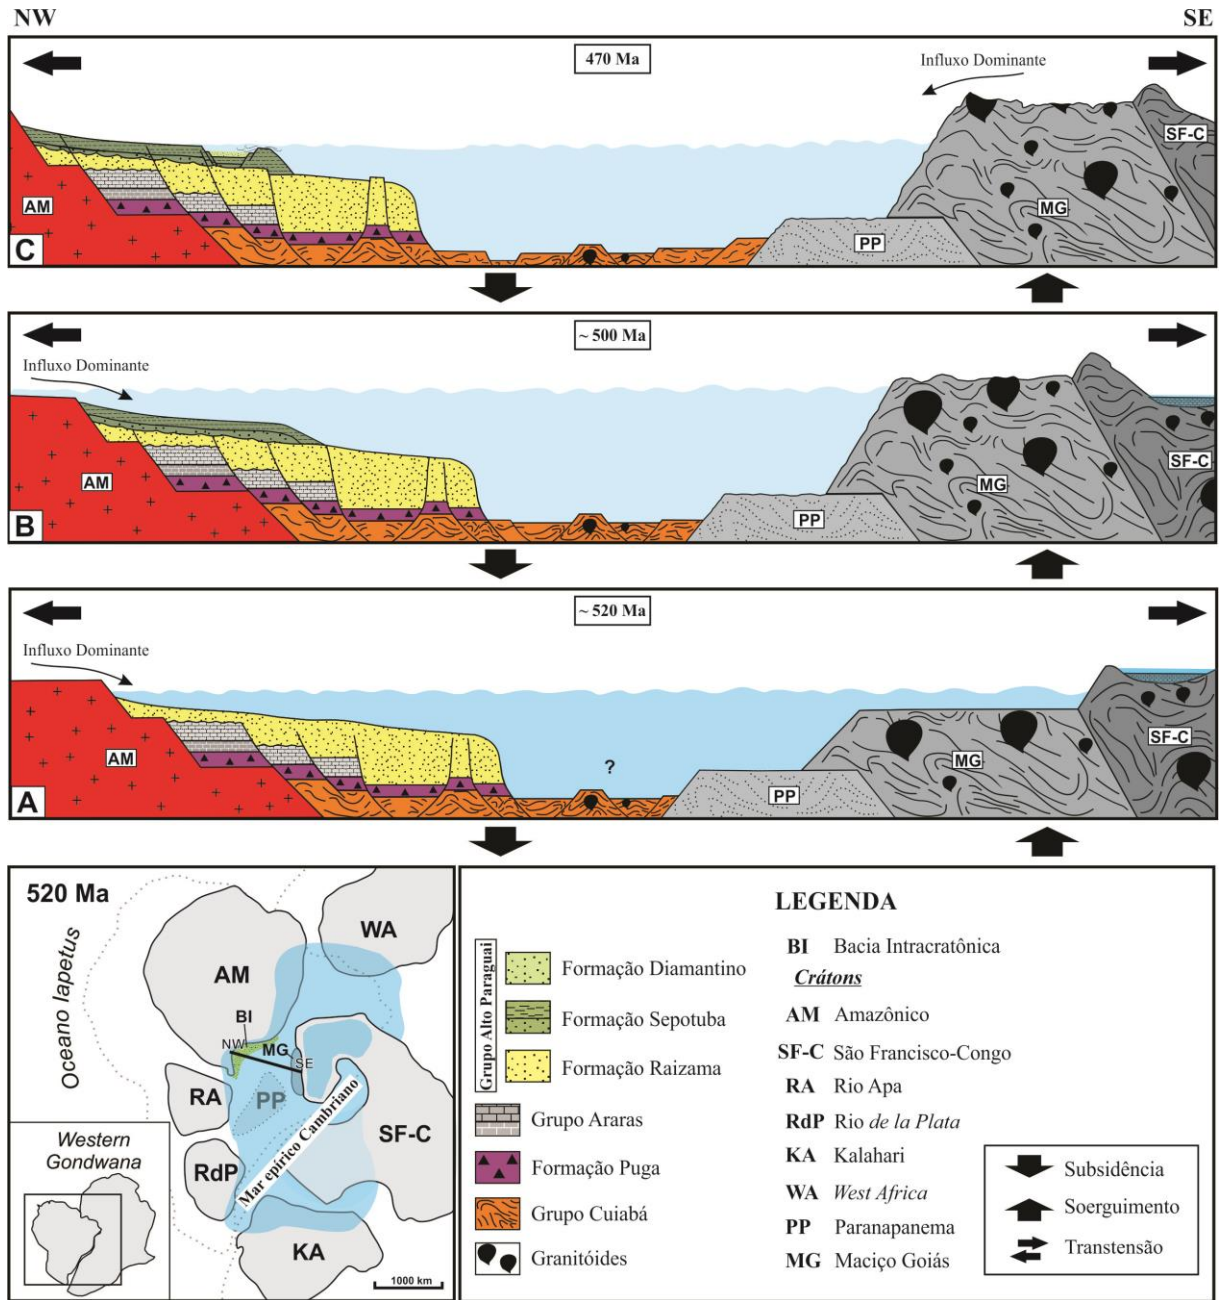 NW
SE
470 Ma
Influxo Dominante
SF-C
AM
MG
PP
C
~ 500 Ma
Influxo Dominante
AM
SF-C
MG
PP
B
~ 520 Ma
Influxo Dominante
AM
SF-C
MG
?
PP
A
520 Ma
WA
AM
Oceano Iapetus
BI
NW
MG
SE
RA
PP
SF-C
RdP
Mar epírico Cambriano
Western
Gondwana
KA
1000 km
LEGENDA
Grupo Alto Paraguai
Formação Diamantino
Formação Sepotuba
Formação Raizama
Grupo Araras
Formação Puga
Grupo Cuiabá
Granitóides
BI Bacia Intracratônica
Crátons
AM Amazônico
SF-C São Francisco-Congo
RA Rio Apa
RdP Rio de la Plata
KA Kalahari
WA West Africa
PP Paranapanema
MG Maciço Goiás
Subsidência
Soerguimento
Transtensão